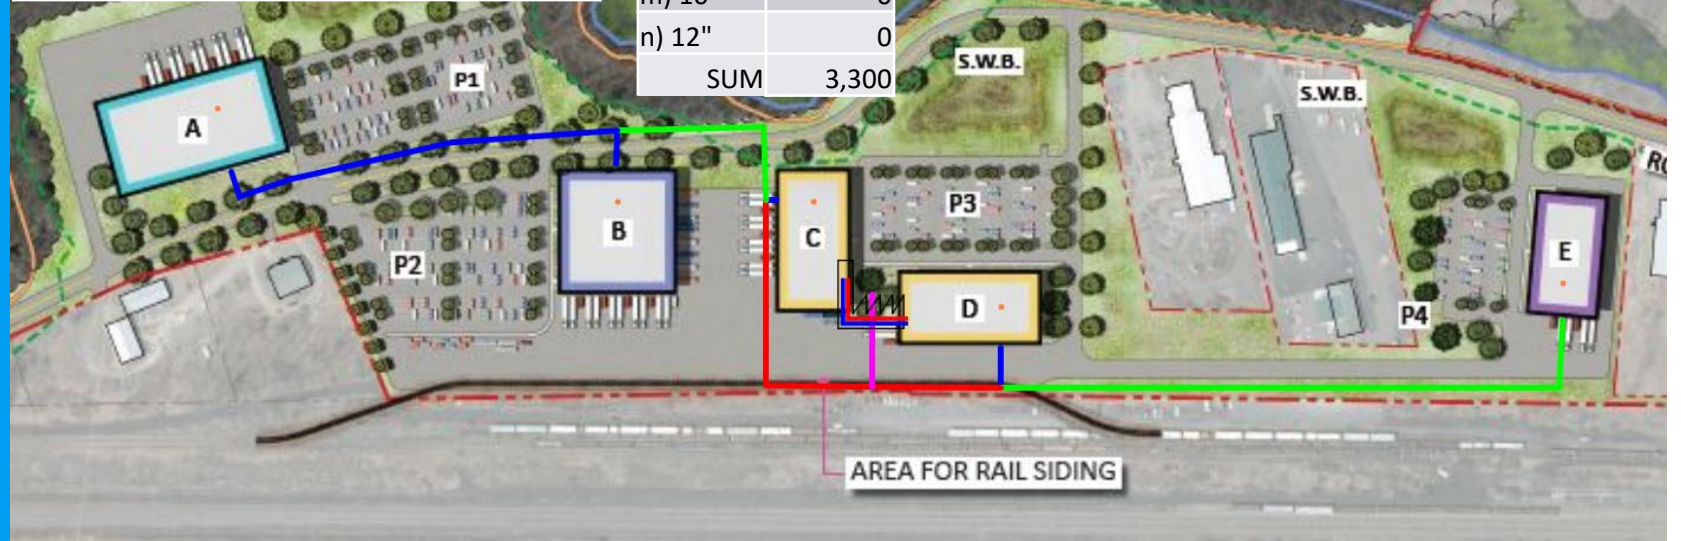 n) 12" 0
SUM 3,300
S.W.B.
S.W.B.
P1
A
B
C
P3
D
E
P2
P4
AREA FOR RAIL SIDING